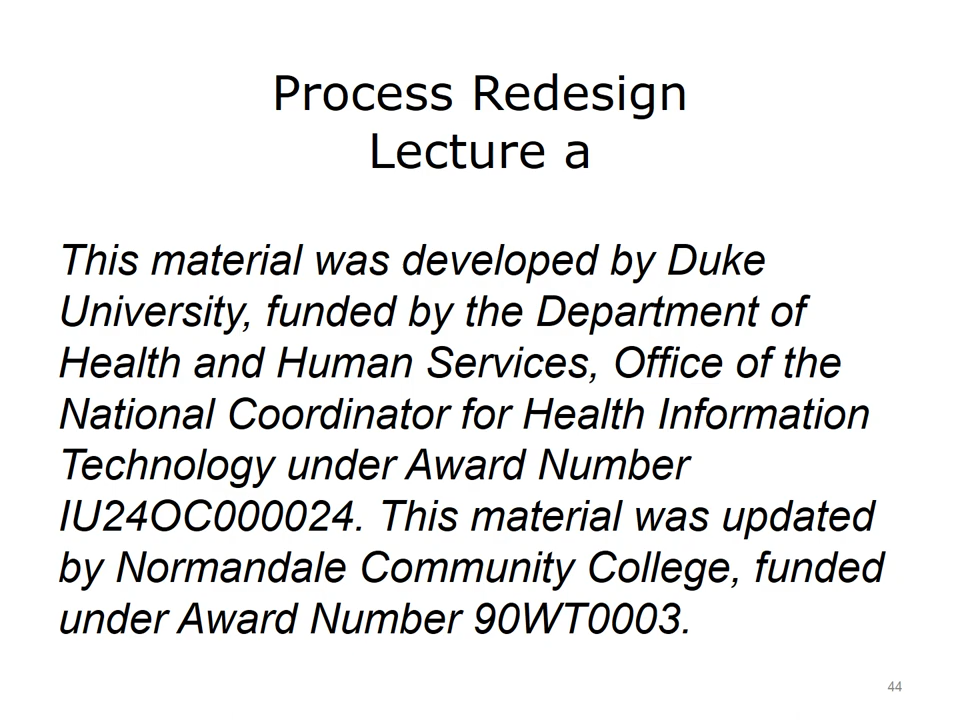 Process Redesign
Lecture a
This material was developed by Duke
University, funded by the Department of
Health and Human Services, Office of the
National Coordinator for Health Information
Technology under Award Number
IU24OC000024. This material was updated
by Normandale Community College, funded
under Award Number 90WT0003.
44